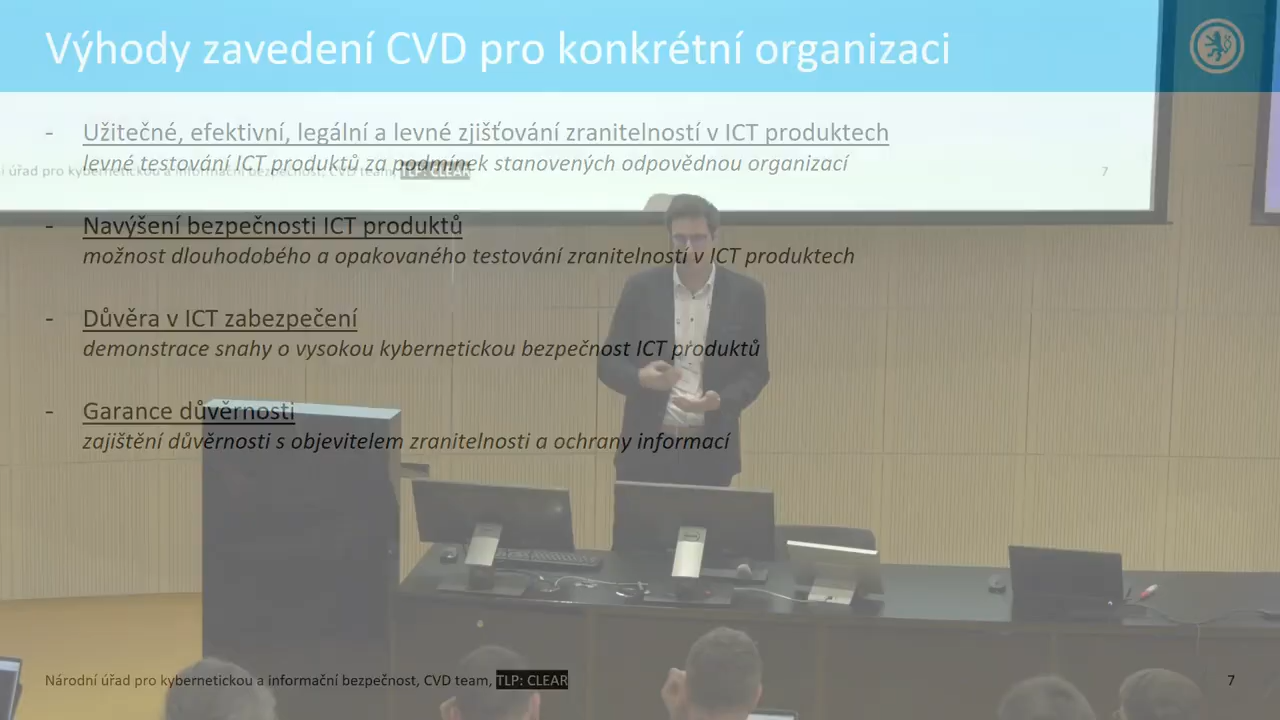 Výhody zavedení CVD pro konkrétní organizaci
- Užitečné, efektivní, legální a levné zjišťování zranitelností v ICT produktech
levné testování ICT produktů za podmínek stanovených odpovědnou organizací
í úřad pro kybernetickou a informační bezpečnost, CVD team, TLP: CLEAR 7
- Navýšení bezpečnosti ICT produktů
možnost dlouhodobého a opakovaného testování zranitelností v ICT produktech
- Důvěra v ICT zabezpečení
demonstrace snahy o vysokou kybernetickou bezpečnost ICT produktů
- Garance důvěrnosti
zajištění důvěrnosti s objevitelem zranitelnosti a ochrany informací
Národní úřad pro kybernetickou a informační bezpečnost, CVD team, TLP: CLEAR 7